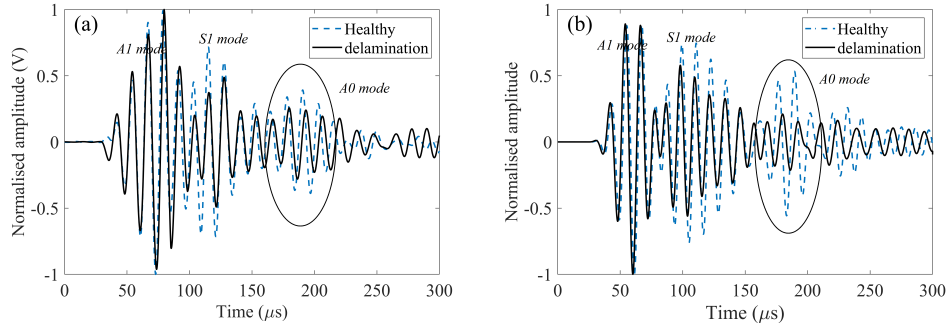 (a)
A1 mode
S1 mode
A0 mode
Healthy
delamination
Normalised amplitude (V)
1
0.5
0
-0.5
-1
0 50 100 150 200 250 300
Time (μs)
(b)
A1 mode
S1 mode
A0 mode
Healthy
delamination
Normalised amplitude
1
0.5
0
-0.5
-1
0 50 100 150 200 250 300
Time (μs)